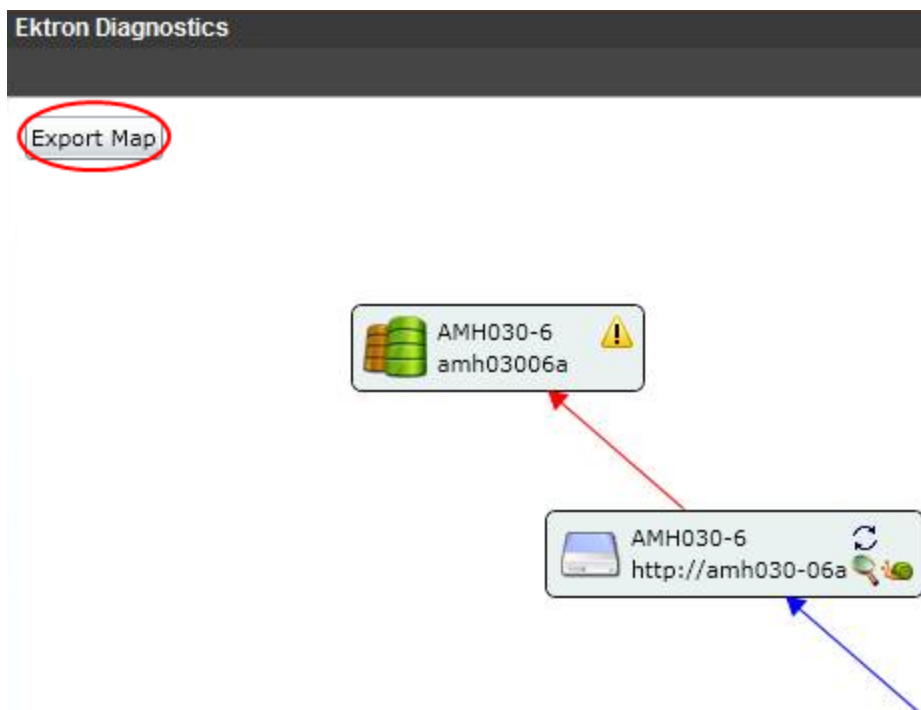 Ektron Diagnostics
Export Map
AMH030-6
amh03006a
AMH030-6
http://amh030-06a